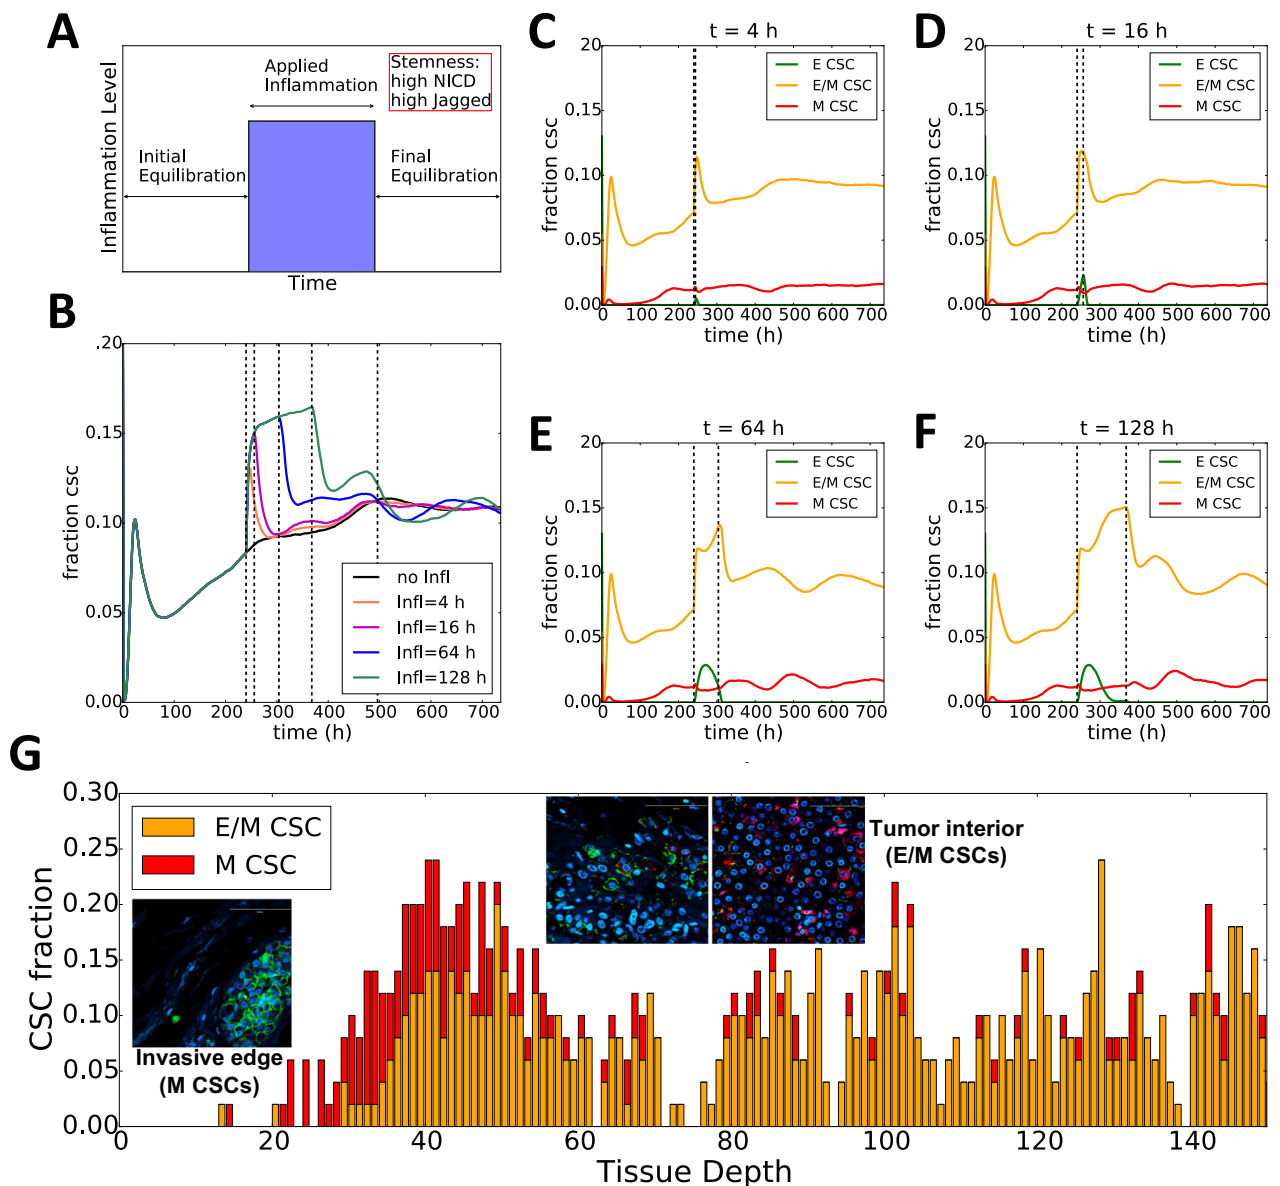 A
Inflammation Level
Applied
Inflammation
Stemness:
high NICD
high Jagged
Initial
Equilibration
Final
Equilibration
Time
B
fraction csc
.20
0.15
0.10
0.05
0.00
no Infl
Infl=4 h
Infl=16 h
Infl=64 h
Infl=128 h
0 100 200 300 400 500 600 700
time (h)
C
t = 4 h
fraction csc
20
0.15
0.10
0.05
0.00
E CSC
E/M CSC
M CSC
0 100 200 300 400 500 600 700
time (h)
D
t = 16 h
fraction csc
20
0.15
0.10
0.05
0.00
E CSC
E/M CSC
M CSC
0 100 200 300 400 500 600 700
time (h)
E
t = 64 h
fraction csc
20
0.15
0.10
0.05
0.00
E CSC
E/M CSC
M CSC
0 100 200 300 400 500 600 700
time (h)
F
t = 128 h
fraction csc
20
0.15
0.10
0.05
0.00
E CSC
E/M CSC
M CSC
0 100 200 300 400 500 600 700
time (h)
G
CSC fraction
0.30
0.25
0.20
0.15
0.10
0.05
0.00
E/M CSC
M CSC
Invasive edge
(M CSCs)
Tumor interior
(E/M CSCs)
0 20 40 60 80 100 120 140
Tissue Depth